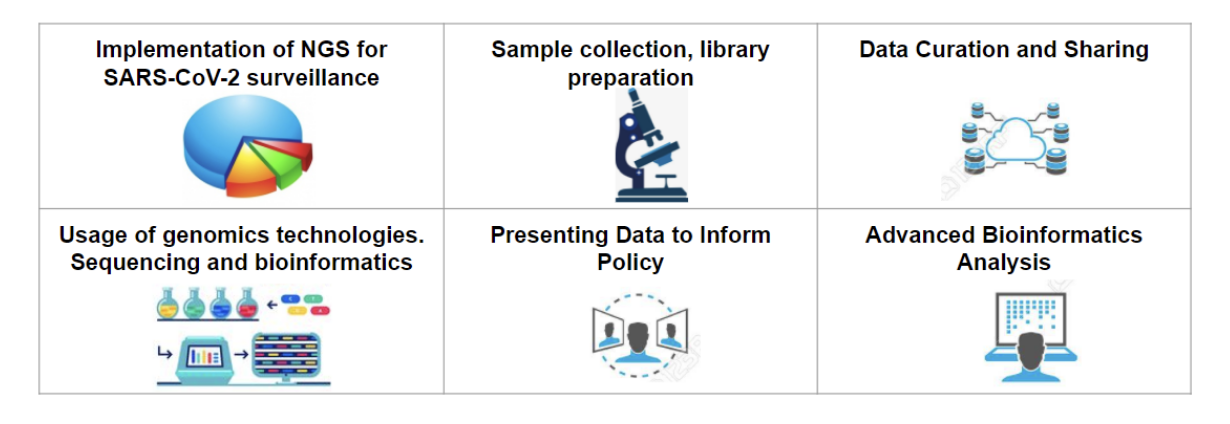 Implementation of NGS for
SARS-CoV-2 surveillance
Sample collection, library
preparation
Data Curation and Sharing
Usage of genomics technologies.
Sequencing and bioinformatics
Presenting Data to Inform
Policy
Advanced Bioinformatics
Analysis